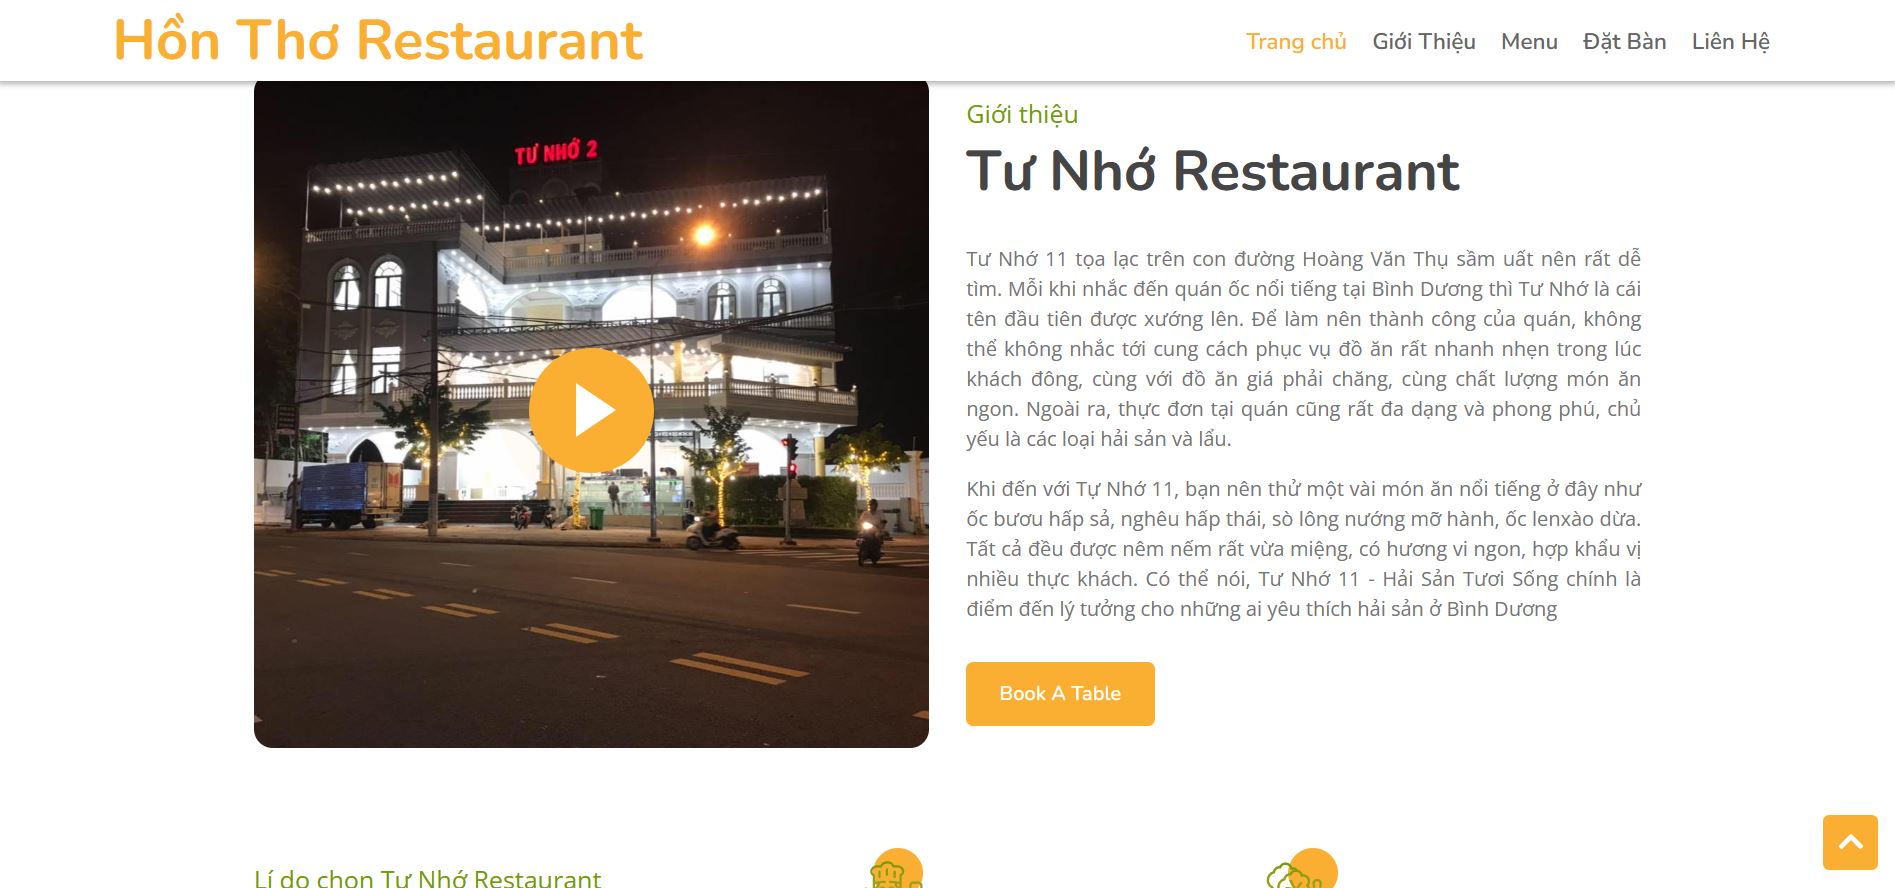 Hồn Thơ Restaurant
Trang chủ Giới Thiệu Menu Đặt Bàn Liên Hệ
TƯ NHỚ 2
Giới thiệu
Tư Nhớ Restaurant
Tư Nhớ 11 tọa lạc trên con đường Hoàng Văn Thụ sầm uất nên rất dễ
tìm. Mỗi khi nhắc đến quán ốc nổi tiếng tại Bình Dương thì Tư Nhớ là cái
tên đầu tiên được xướng lên. Để làm nên thành công của quán, không
thể không nhắc tới cung cách phục vụ đồ ăn rất nhanh nhẹn trong lúc
khách đông, cùng với đồ ăn giá phải chăng, cùng chất lượng món ăn
ngon. Ngoài ra, thực đơn tại quán cũng rất đa dạng và phong phú, chủ
yếu là các loại hải sản và lẩu.
Khi đến với Tự Nhớ 11, bạn nên thử một vài món ăn nổi tiếng ở đây như
ốc bươu hấp sả, nghêu hấp thái, sò lông nướng mỡ hành, ốc lenxào dừa.
Tất cả đều được nêm nếm rất vừa miệng, có hương vi ngon, hợp khẩu vị
nhiều thực khách. Có thể nói, Tư Nhớ 11 - Hải Sản Tươi Sống chính là
điểm đến lý tưởng cho những ai yêu thích hải sản ở Bình Dương
Book A Table
Lí do chọn Tư Nhớ Restaurant